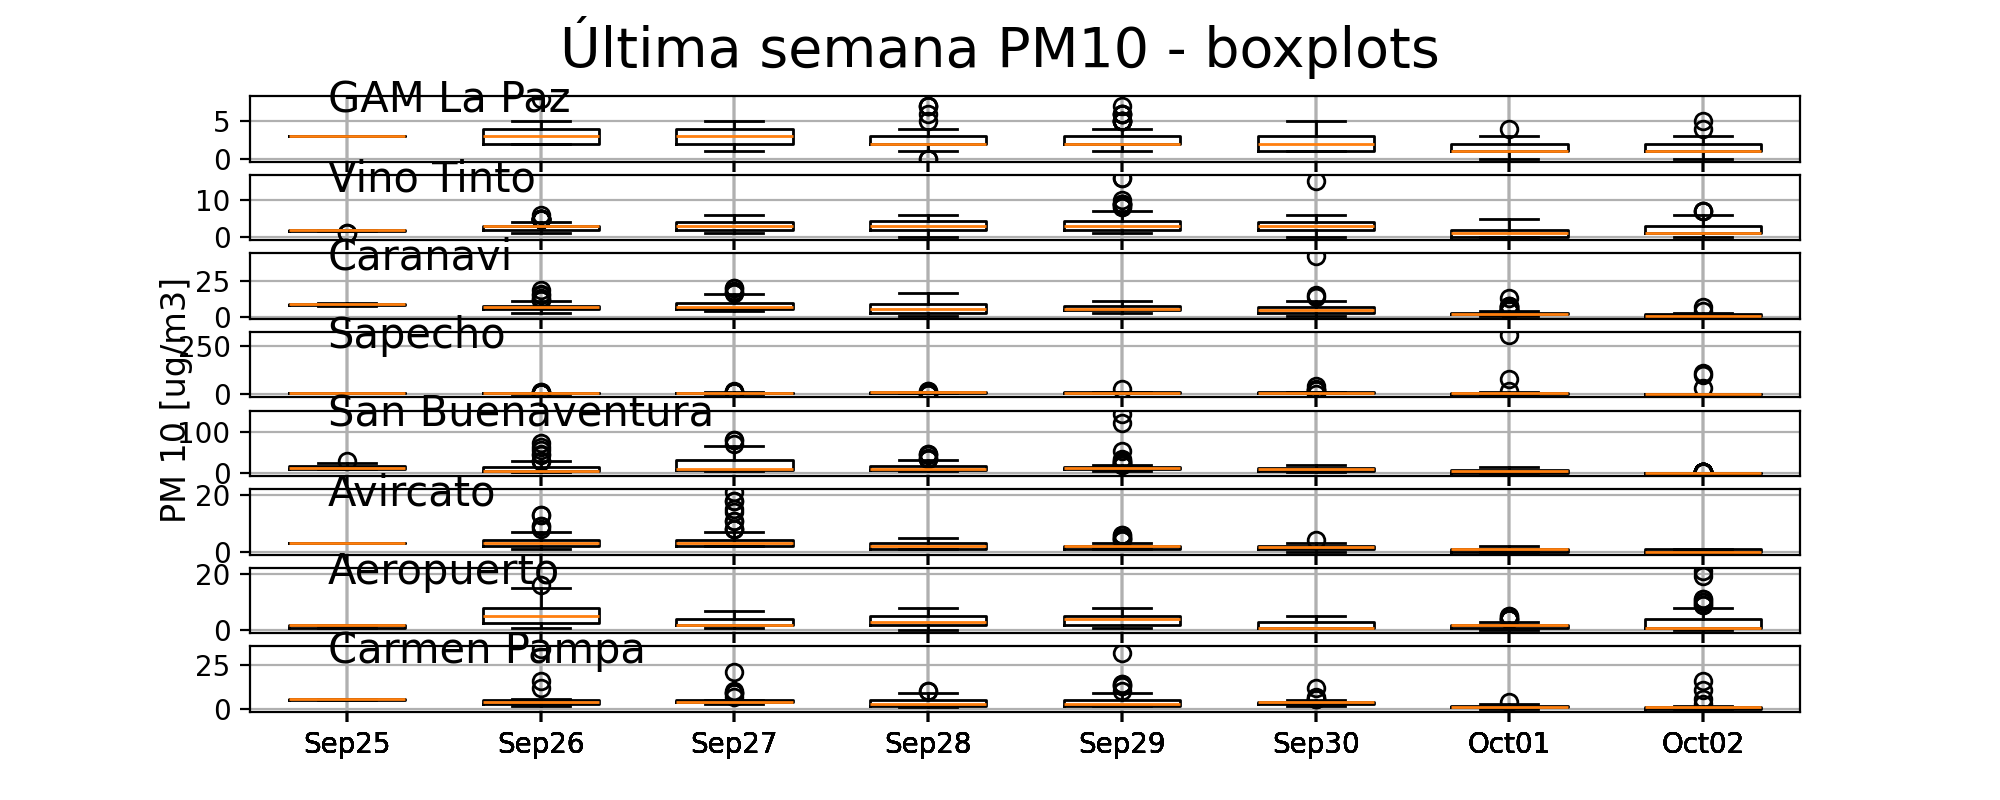 Última semana PM10 - boxplots
GAM La Paz
5
0
Vino Tinto
10
0
Caranavi
25
0
Sapecho
250
0
San Buenaventura
100
0
Avircato
20
0
Aeropuerto
20
0
Carmen Pampa
25
0
PM 10 [ug/m3]
Sep25 Sep26 Sep27 Sep28 Sep29 Sep30 Oct01 Oct02